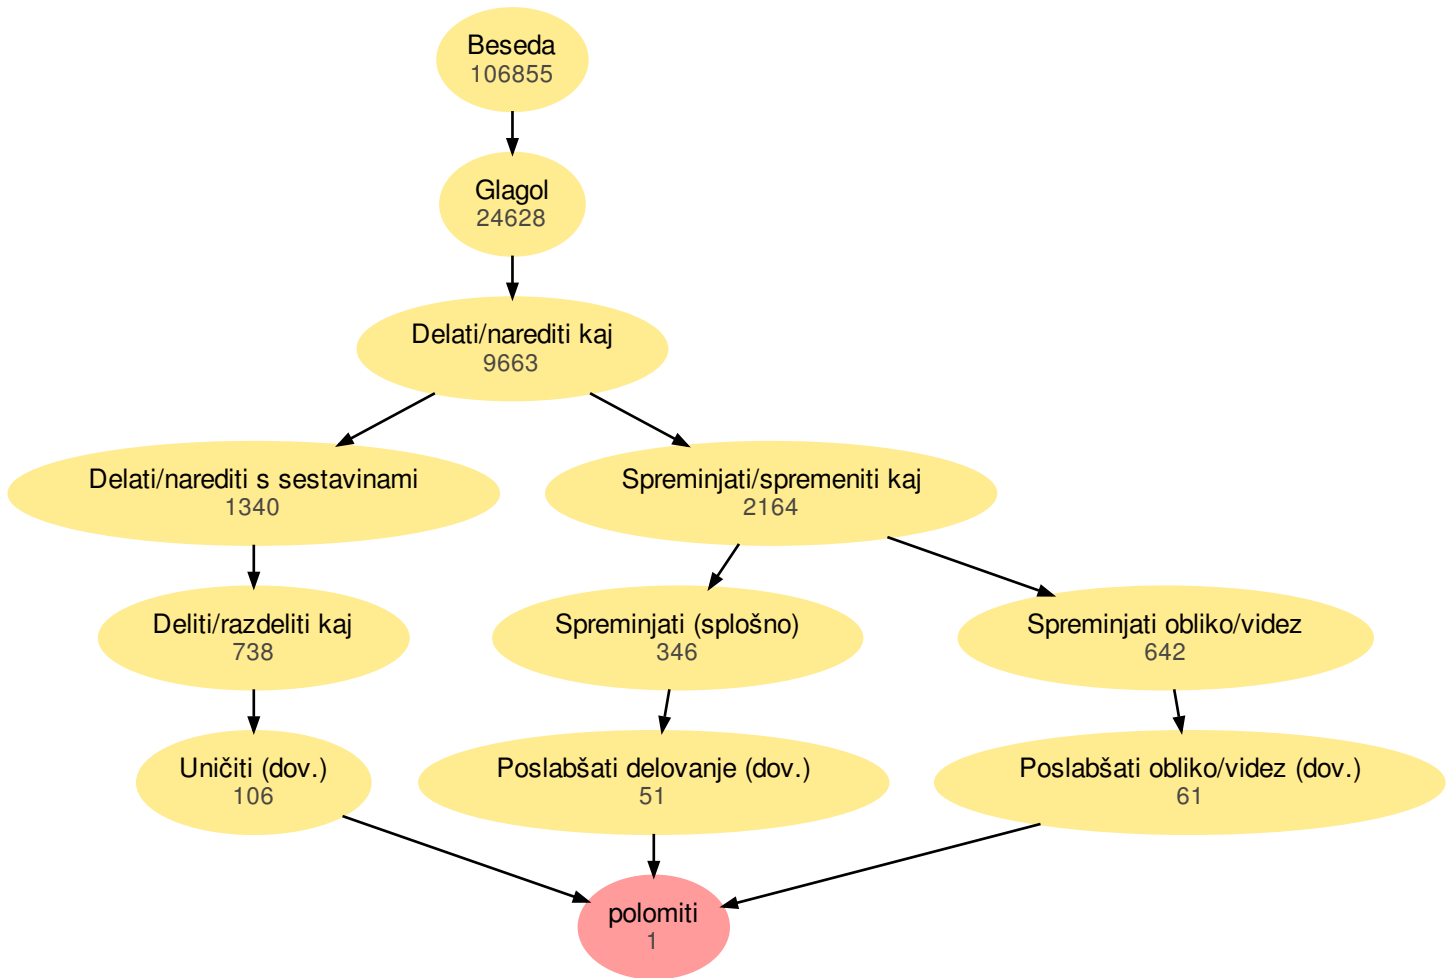 Beseda
106855
Glagol
24628
Delati/narediti kaj
9663
Delati/narediti s sestavinami
1340
Spreminjati/spremeniti kaj
2164
Deliti/razdeliti kaj
738
Spreminjati (splošno)
346
Spreminjati obliko/videz
642
Uničiti (dov.)
106
Poslabšati delovanje (dov.)
51
Poslabšati obliko/videz (dov.)
61
polomiti
1